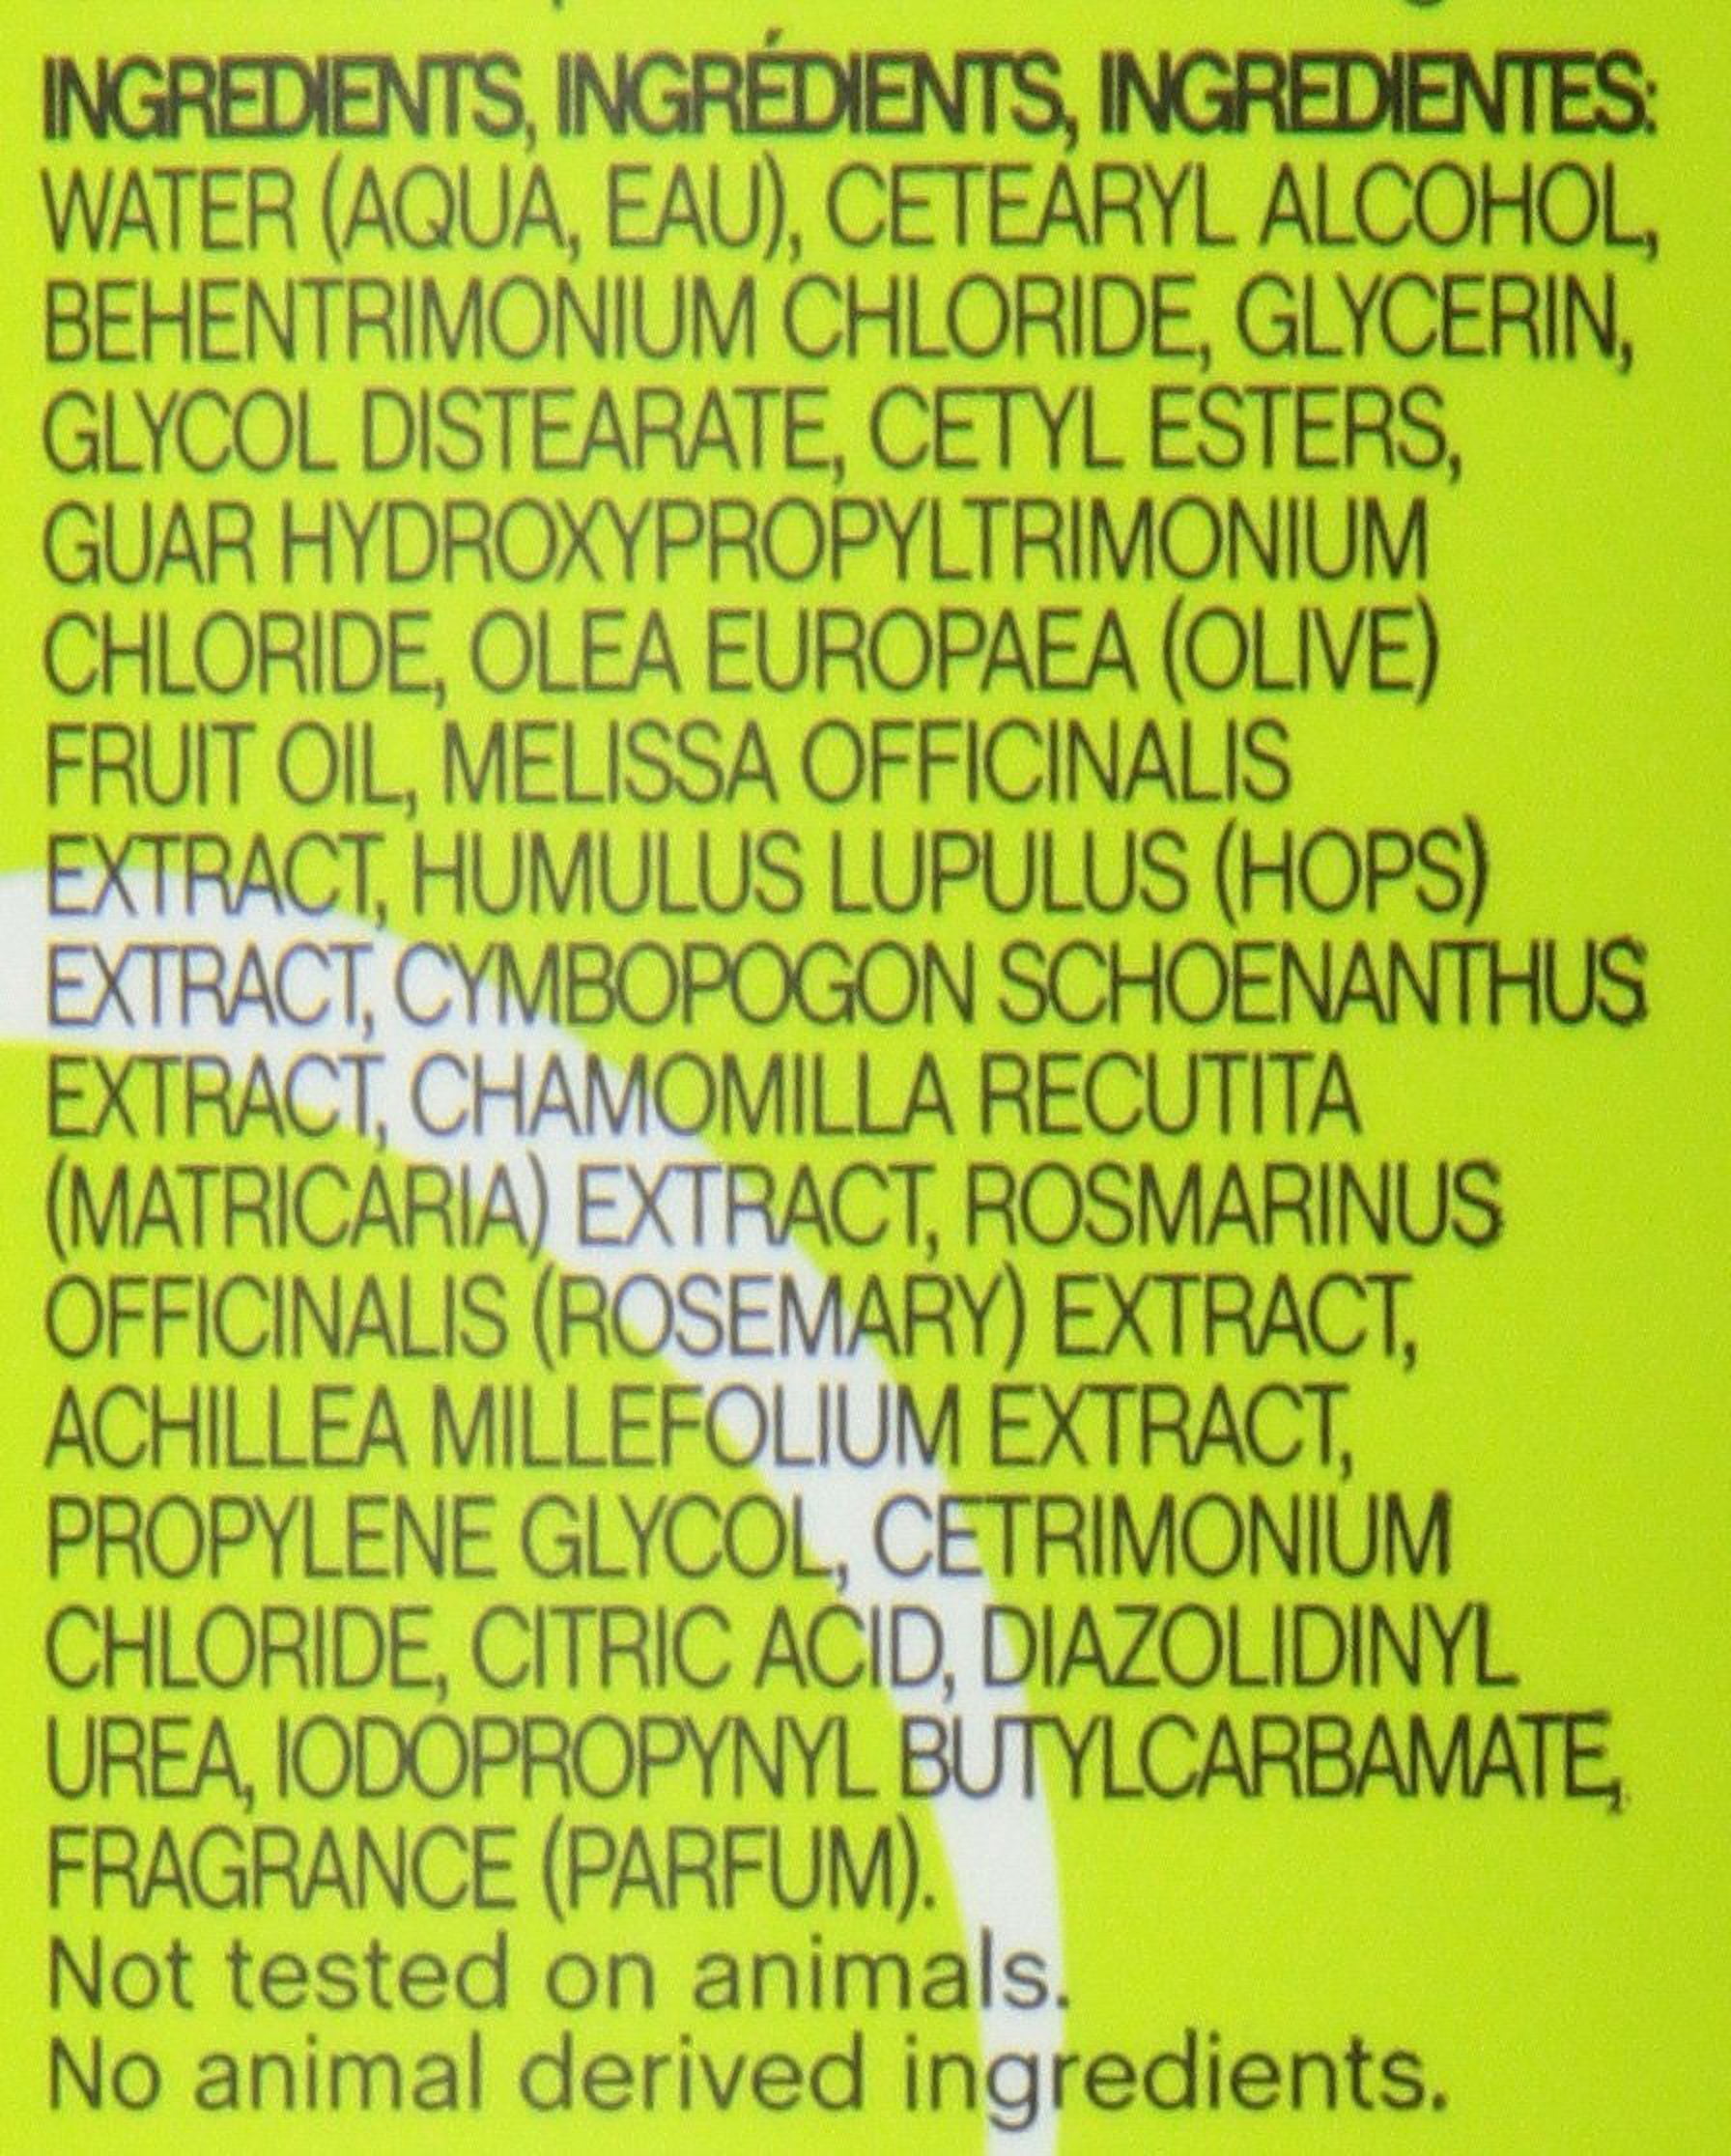 INGREDIENTS, INGRÉDIENTS, INGREDIENTES:
WATER (AQUA, EAU), CETEARYL ALCOHOL,
BEHENTRIMONIUM CHLORIDE, GLYCERIN,
GLYCOL DISTEARATE, CETYL ESTERS,
GUAR HYDROXYPROPYLTRIMONIUM
CHLORIDE, OLEA EUROPAEA (OLIVE)
FRUIT OIL, MELISSA OFFICINALIS
EXTRACT, HUMULUS LUPULUS (HOPS)
EXTRACT, CYMBOPOGON SCHOENANTHUS
EXTRACT, CHAMOMILLA RECUTITA
(MATRICARIA) EXTRACT, ROSMARINUS
OFFICINALIS (ROSEMARY) EXTRACT,
ACHILLEA MILLEFOLIUM EXTRACT,
PROPYLENE GLYCOL, CETRIMONIUM
CHLORIDE, CITRIC ACID, DIAZOLIDINYL
UREA, IODOPROPYNYL BUTYLCARBAMATE,
FRAGRANCE (PARFUM).
Not tested on animals.
No animal derived ingredients.